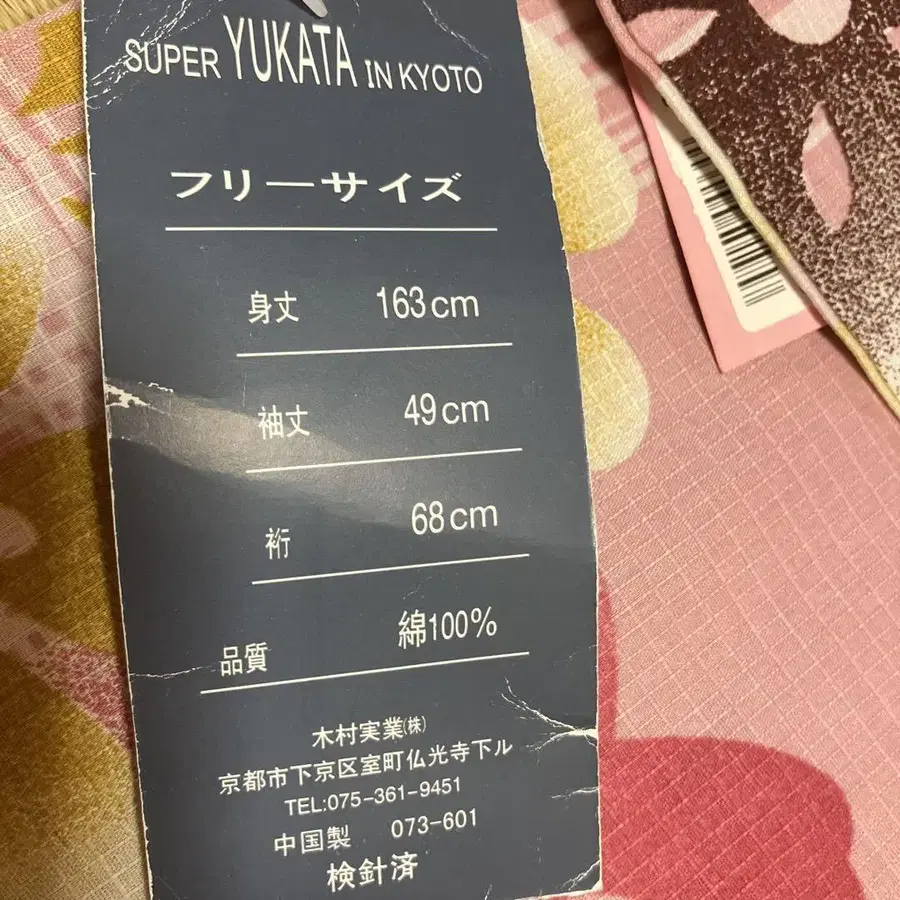 SUPER YUKATA IN KYOTO
フリーサイズ
身丈 163cm
袖丈 49cm
裄 68cm
品質 綿100%
木村実業㈱
京都市下京区室町仏光寺下ル
TEL:075-361-9451
中国製 073-601
検針済